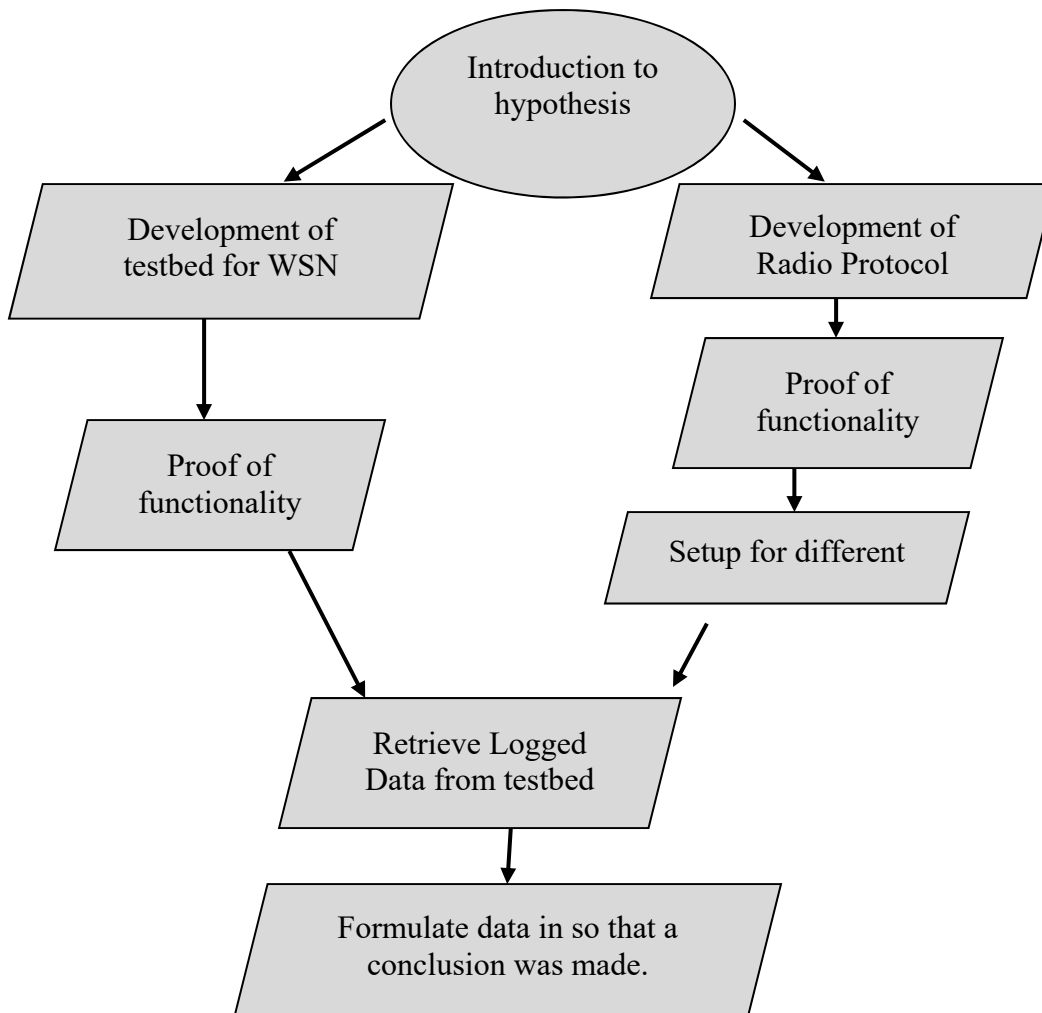 Introduction to
hypothesis
Development of
testbed for WSN
Development of
Radio Protocol
Proof of
functionality
Proof of
functionality
Setup for different
Retrieve Logged
Data from testbed
Formulate data in so that a
conclusion was made.